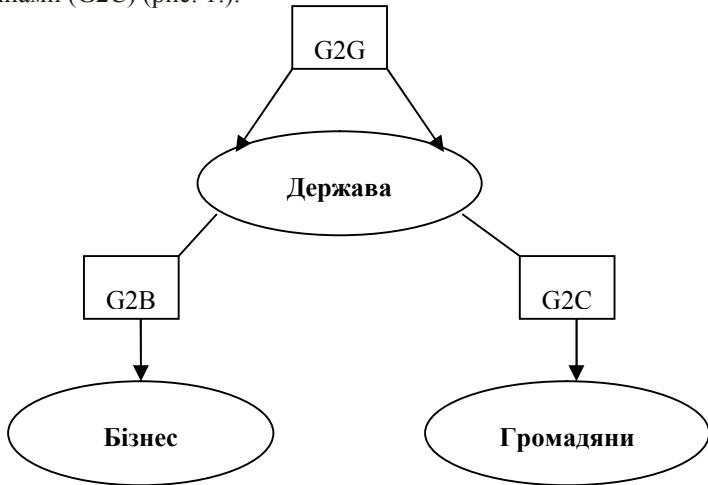 (G2C) (рис. 1.).
G2G
Держава
G2B
G2C
Бізнес
Громадяни